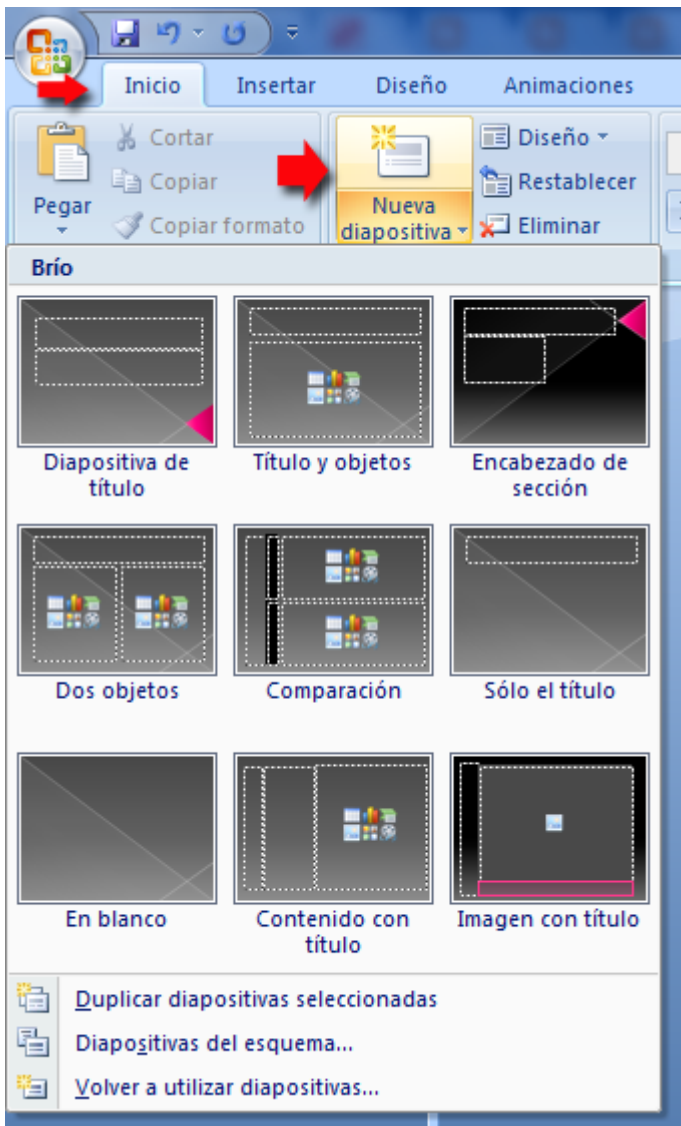 Inicio Insertar Diseño Animaciones
Cortar
Copiar
Copiar formato
Pegar
Nueva
diapositiva
Diseño
Restablecer
Eliminar
Brío
Diapositiva de
título
Título y objetos
Encabezado de
sección
Dos objetos
Comparación
Sólo el título
En blanco
Contenido con
título
Imagen con título
Duplicar diapositivas seleccionadas
Diapositivas del esquema...
Volver a utilizar diapositivas...